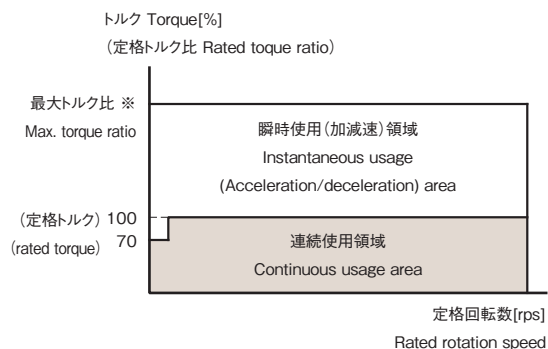 トルク Torque[%]
(定格トルク比 Rated toque ratio)
最大トルク比 ※
Max. torque ratio
瞬時使用(加減速)領域
Instantaneous usage
(Acceleration/deceleration) area
(定格トルク) 100
(rated torque) 70
連続使用領域
Continuous usage area
定格回転数[rps]
Rated rotation speed